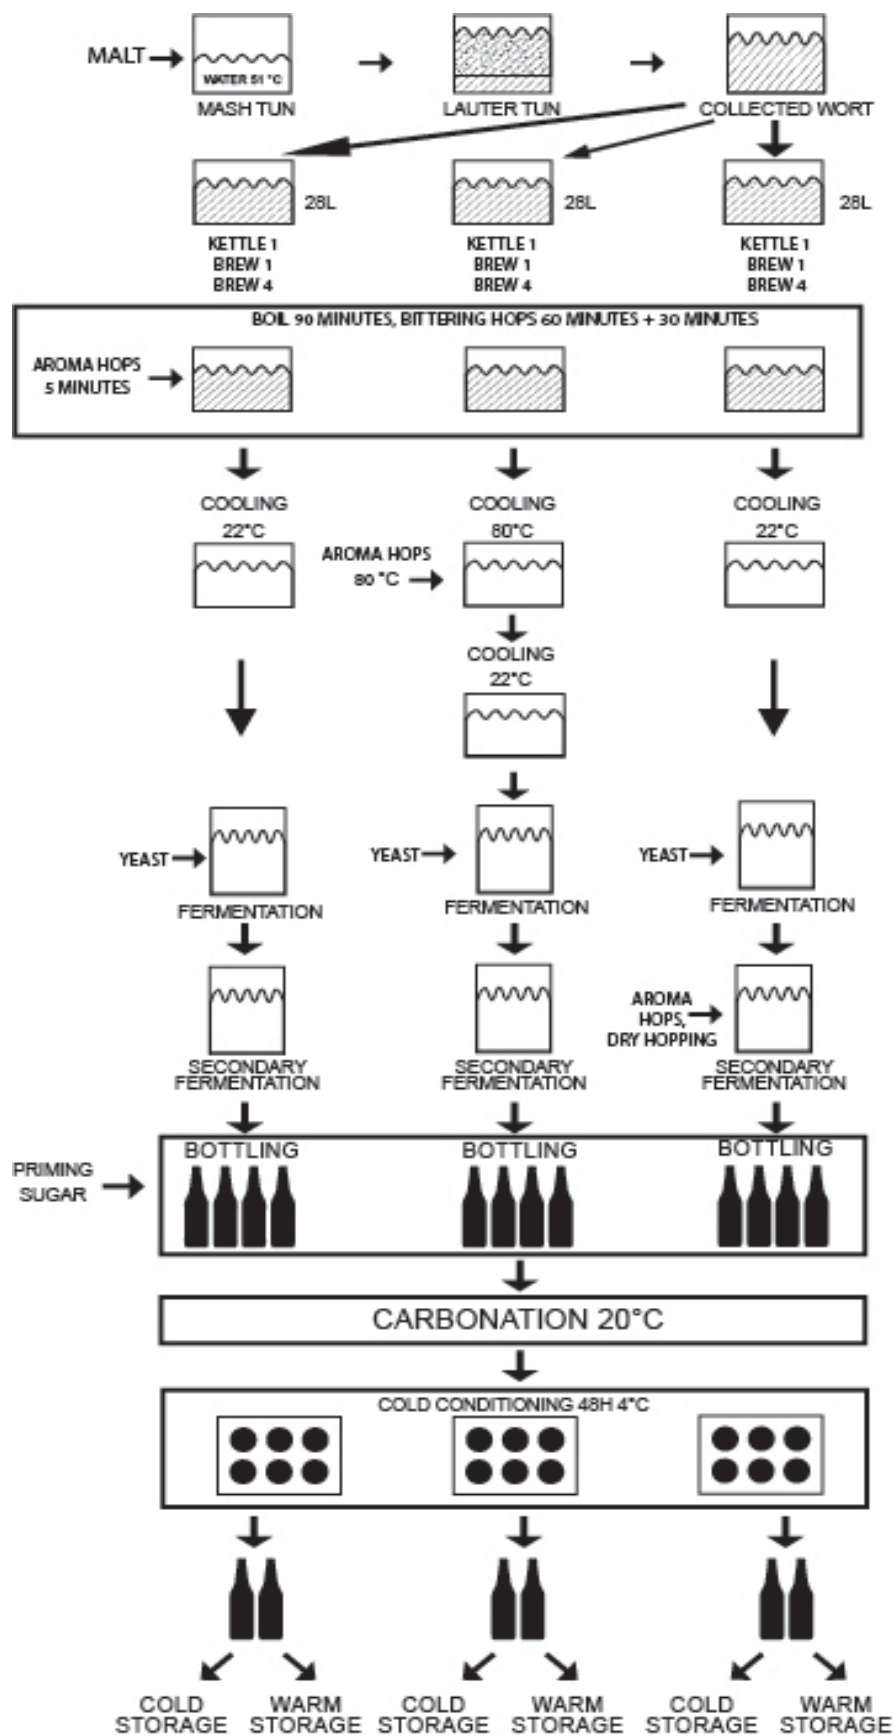 MALT
WATER 51 °C
MASH TUN
LAUTER TUN
COLLECTED WORT
28L
28L
28L
KETTLE 1
BREW 1
BREW 4
KETTLE 1
BREW 1
BREW 4
KETTLE 1
BREW 1
BREW 4
BOIL 90 MINUTES, BITTERING HOPS 60 MINUTES + 30 MINUTES
AROMA HOPS
5 MINUTES
COOLING
22°C
COOLING
80°C
COOLING
22°C
AROMA HOPS
80 °C
COOLING
22°C
YEAST
YEAST
YEAST
FERMENTATION
FERMENTATION
FERMENTATION
AROMA
HOPS,
DRY HOPPING
SECONDARY
FERMENTATION
SECONDARY
FERMENTATION
SECONDARY
FERMENTATION
PRIMING
SUGAR
BOTTLING
BOTTLING
BOTTLING
CARBONATION 20°C
COLD CONDITIONING 48H 4°C
COLD
STORAGE
WARM
STORAGE
COLD
STORAGE
WARM
STORAGE
COLD
STORAGE
WARM
STORAGE